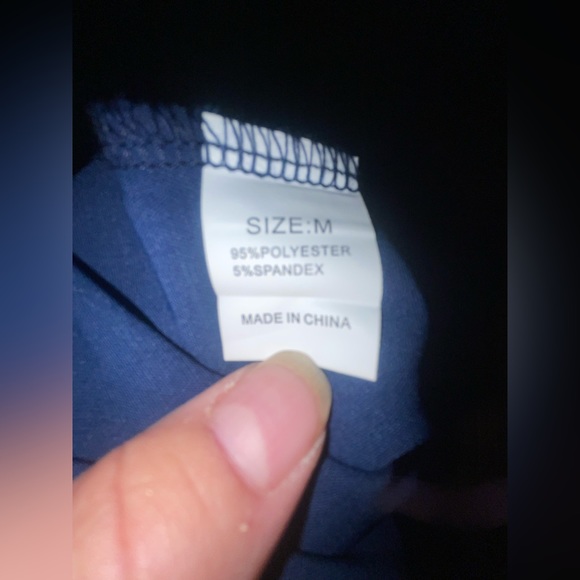 SIZE:M
95%POLYESTER
5%SPANDEX
MADE IN CHINA